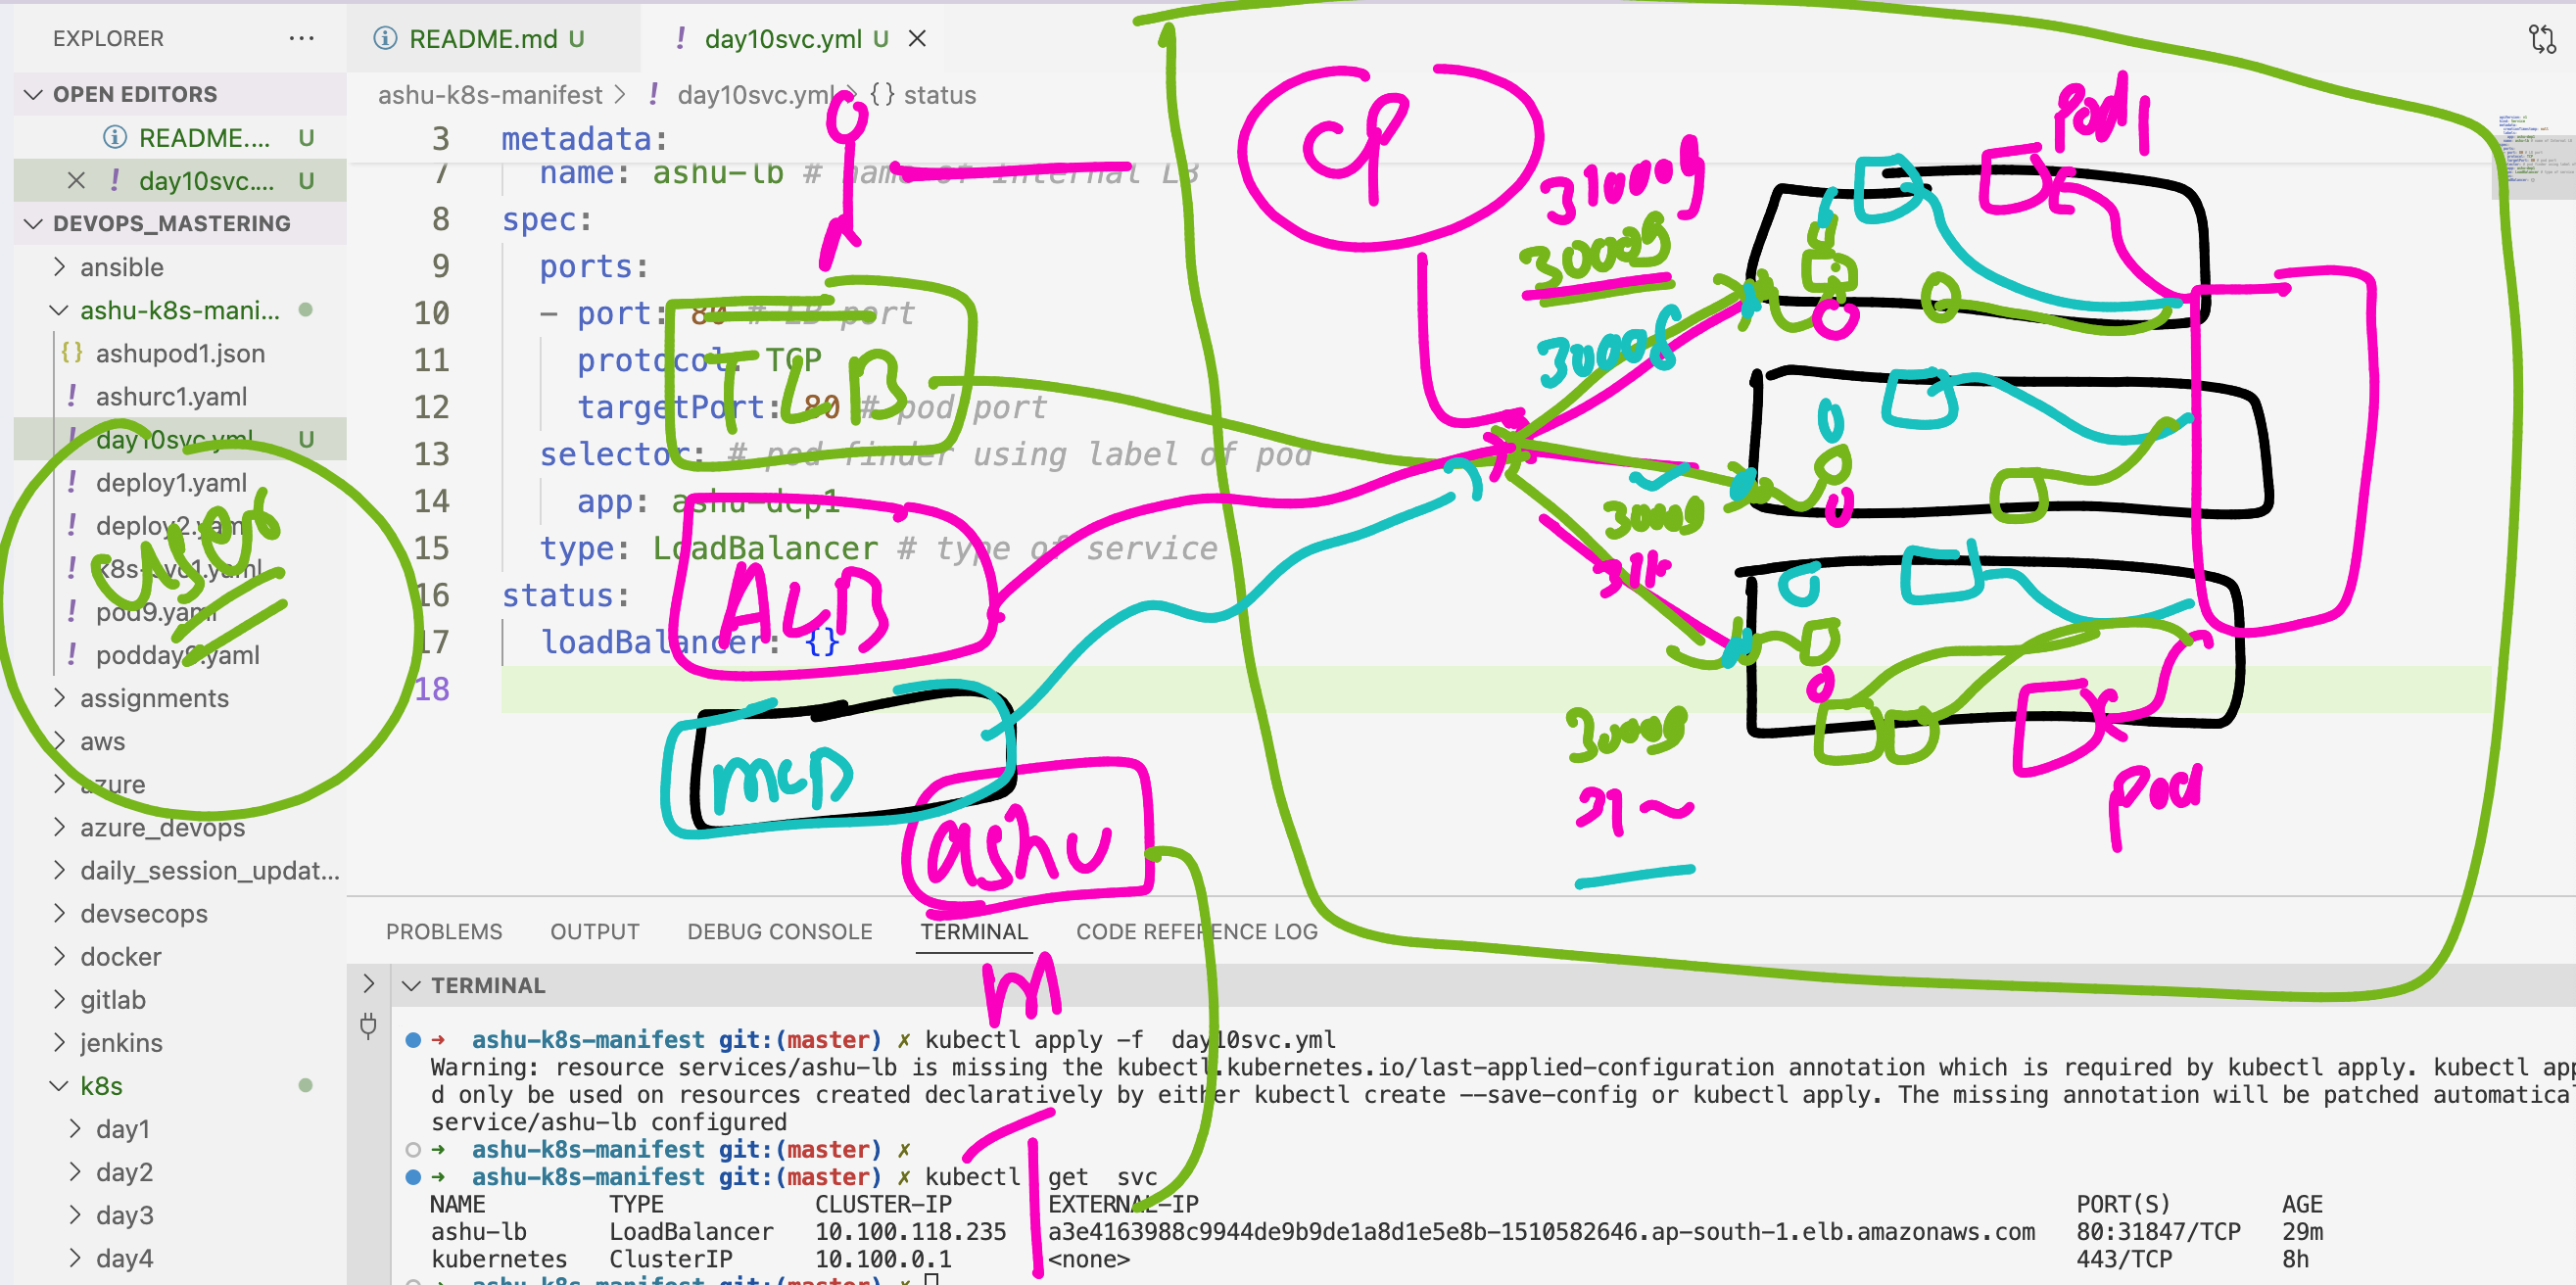 EXPLORER
OPEN EDITORS
README.... U
day10svc.... U
DEVOPS_MASTERING
ansible
ashu-k8s-mani...
{} ashupod1.json
! ashurc1.yaml
! day10svc.yml U
! deploy1.yaml
! deploy2.yaml
! k8s-svc1.yaml
! pod9.yaml
! podday9.yaml
user
assignments
aws
azure
azure_devops
daily_session_updat...
devsecops
docker
gitlab
jenkins
k8s
day1
day2
day3
day4
README.md U
! day10svc.yml U
ashu-k8s-manifest > ! day10svc.yml > {} status
3 metadata:
7 name: ashu-lb # name of internal LB
8 spec:
9 ports:
10 - port: 80 # LB port
11 protocol: TCP
12 targetPort: 80 # pod port
13 selector: # pod finder using label of pod
14 app: ashu-dep1
15 type: LoadBalancer # type of service
16 status:
17 loadBalancer: {}
18
CP
Pod1
31000
30009
30008
LB
ALB
30009
31k
30009
31
Pod
ashu
m
PROBLEMS OUTPUT DEBUG CONSOLE TERMINAL CODE REFERENCE LOG
TERMINAL
➜ ashu-k8s-manifest git:(master) ✗ kubectl apply -f day10svc.yml
Warning: resource services/ashu-lb is missing the kubectl.kubernetes.io/last-applied-configuration annotation which is required by kubectl apply. kubectl app
d only be used on resources created declaratively by either kubectl create --save-config or kubectl apply. The missing annotation will be patched automatica
service/ashu-lb configured
➜ ashu-k8s-manifest git:(master) ✗
➜ ashu-k8s-manifest git:(master) ✗ kubectl get svc
NAME TYPE CLUSTER-IP EXTERNAL-IP PORT(S) AGE
ashu-lb LoadBalancer 10.100.118.235 a3e4163988c9944de9b9de1a8d1e5e8b-1510582646.ap-south-1.elb.amazonaws.com 80:31847/TCP 29m
kubernetes ClusterIP 10.100.0.1 <none> 443/TCP 8h
➜ ashu-k8s-manifest git:(master) ✗